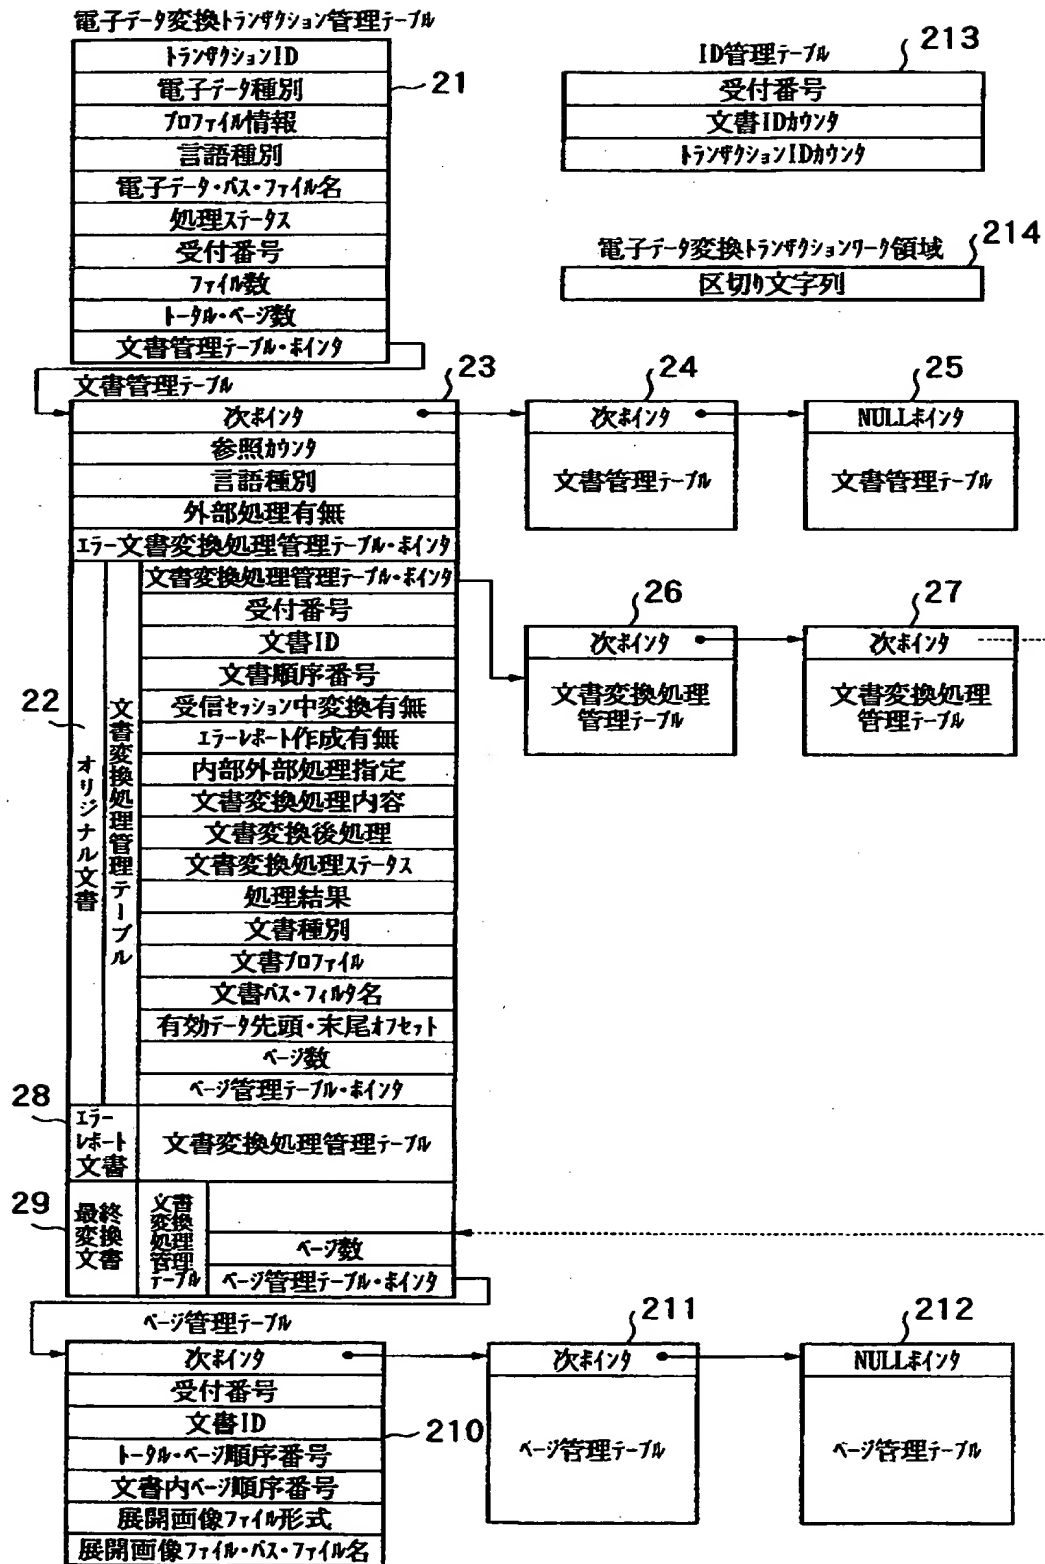 電子データ変換トランザクション管理テーブル
トランザクションID
電子データ種別
プロファイル情報
言語種別
電子データ・パス・ファイル名
処理ステータス
受付番号
ファイル数
トータル・ページ数
文書管理テーブル・ポインタ
21
ID管理テーブル
213
受付番号
文書IDカウンタ
トランザクションIDカウンタ
電子データ変換トランザクションワーク領域
214
区切り文字列
文書管理テーブル
23
次ポインタ
参照カウンタ
言語種別
外部処理有無
エラー文書変換処理管理テーブル・ポインタ
24
次ポインタ
文書管理テーブル
25
NULLポインタ
文書管理テーブル
22
オリジナル文書
文書変換処理管理テーブル
文書変換処理管理テーブル・ポインタ
受付番号
文書ID
文書順序番号
受信セッション中変換有無
エラーレポート作成有無
内部外部処理指定
文書変換処理内容
文書変換後処理
文書変換処理ステータス
処理結果
文書種別
文書プロファイル
文書パス・フィルタ名
有効データ先頭・末尾オフセット
ページ数
ページ管理テーブル・ポインタ
26
次ポインタ
文書変換処理
管理テーブル
27
次ポインタ
文書変換処理
管理テーブル
28
エラー
レポート
文書
文書変換処理管理テーブル
29
最終
変換
文書
文書
変換
処理
管理
テーブル
ページ数
ページ管理テーブル・ポインタ
ページ管理テーブル
次ポインタ
受付番号
文書ID
トータル・ページ順序番号
文書内ページ順序番号
展開画像ファイル形式
展開画像ファイル・パス・ファイル名
210
211
次ポインタ
ページ管理テーブル
212
NULLポインタ
ページ管理テーブル